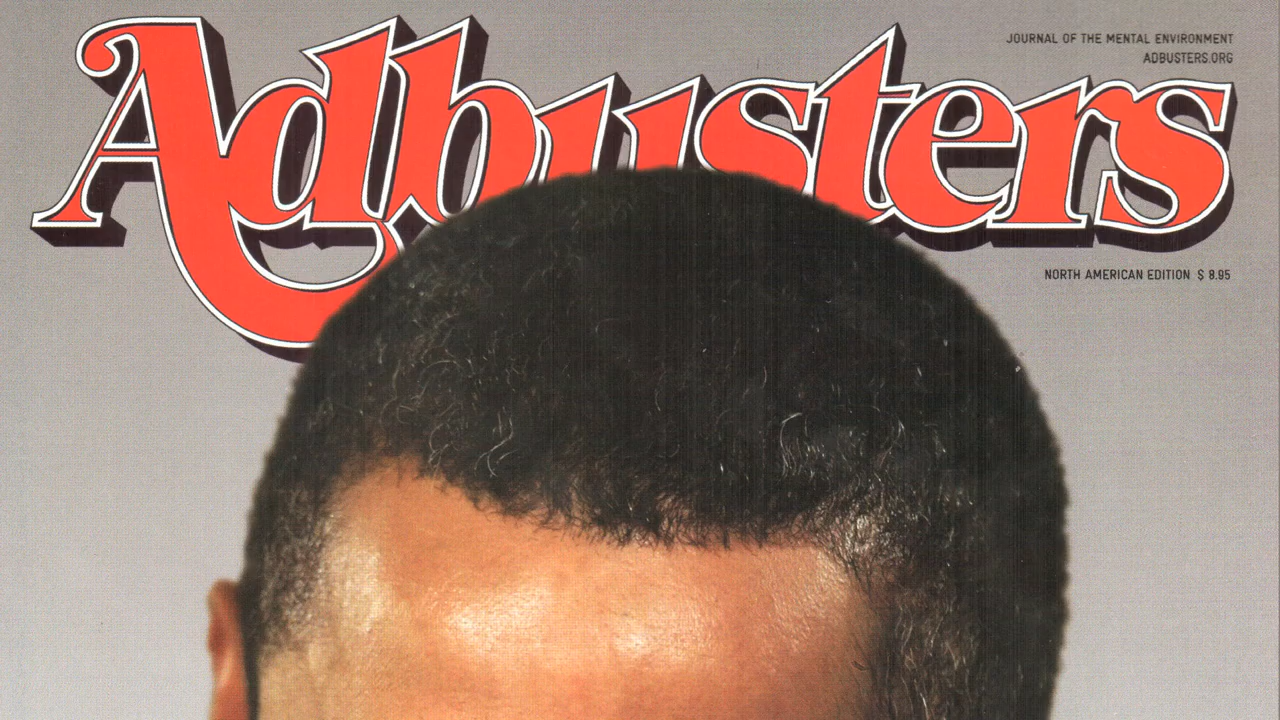 Adbusters
JOURNAL OF THE MENTAL ENVIRONMENT
ADBUSTERS.ORG
NORTH AMERICAN EDITION $ 8.95